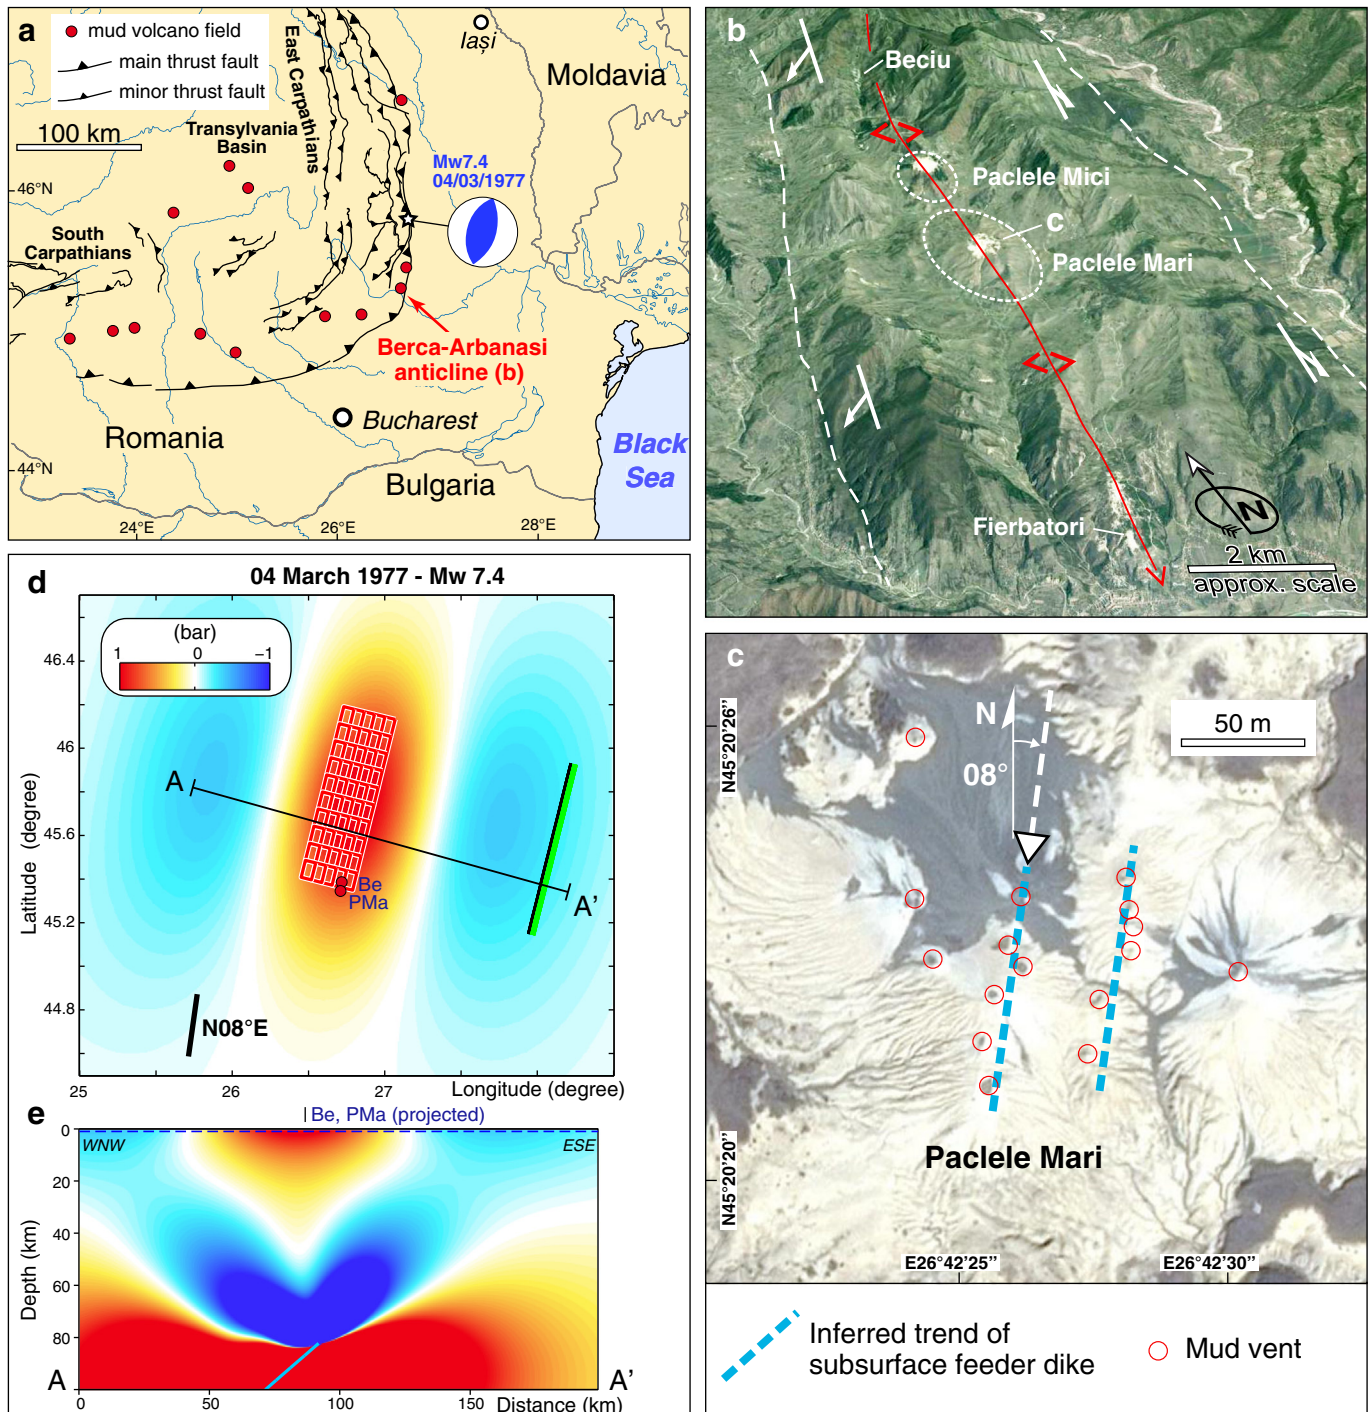 a
mud volcano field
main thrust fault
minor thrust fault
100 km
Transylvania
Basin
East Carpathians
Iași
Moldavia
Mw7.4
04/03/1977
46°N
South
Carpathians
Berca-Arbanasi
anticline (b)
Bucharest
Romania
Black
Sea
44°N
Bulgaria
24°E
26°E
28°E
b
Beciu
Paclele Mici
C
Paclele Mari
Fierbatori
N
2 km
approx. scale
d
04 March 1977 - Mw 7.4
(bar)
1
0
−1
46.4
46
45.6
45.2
44.8
Latitude (degree)
A
A'
Be
PMa
N08°E
25
26
27
Longitude (degree)
e
Be, PMa (projected)
WNW
ESE
0
20
40
60
80
Depth (km)
A
A'
0
50
100
150
Distance (km)
c
N
08°
50 m
N45°20'26”
N45°20'20”
Paclele Mari
E26°42'25”
E26°42'30”
Inferred trend of
subsurface feeder dike
Mud vent